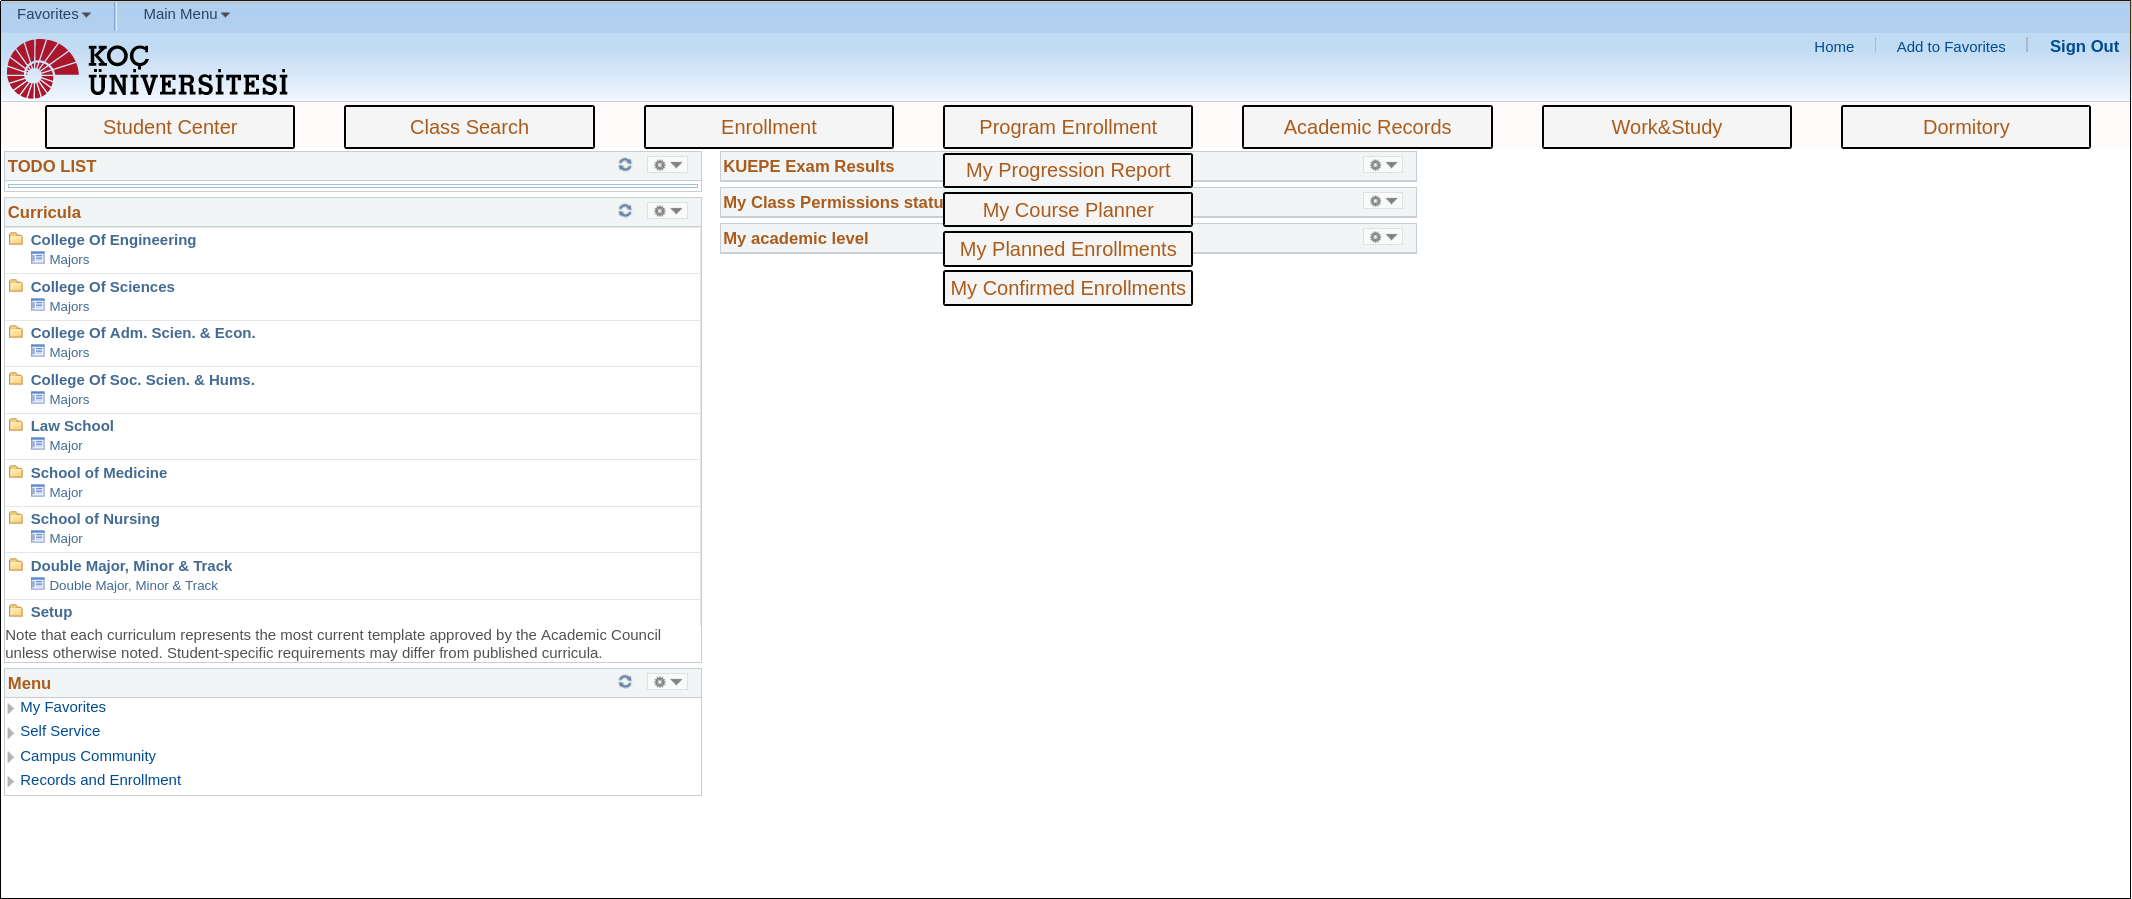 Favorites
Main Menu
KOÇ
ÜNİVERSİTESİ
Home
Add to Favorites
Sign Out
Student Center
Class Search
Enrollment
Program Enrollment
Academic Records
Work&Study
Dormitory
My Progression Report
My Course Planner
My Planned Enrollments
My Confirmed Enrollments
TODO LIST
Curricula
College Of Engineering
Majors
College Of Sciences
Majors
College Of Adm. Scien. & Econ.
Majors
College Of Soc. Scien. & Hums.
Majors
Law School
Major
School of Medicine
Major
School of Nursing
Major
Double Major, Minor & Track
Double Major, Minor & Track
Setup
Note that each curriculum represents the most current template approved by the Academic Council
unless otherwise noted. Student-specific requirements may differ from published curricula.
Menu
My Favorites
Self Service
Campus Community
Records and Enrollment
KUEPE Exam Results
My Class Permissions statu
My academic level